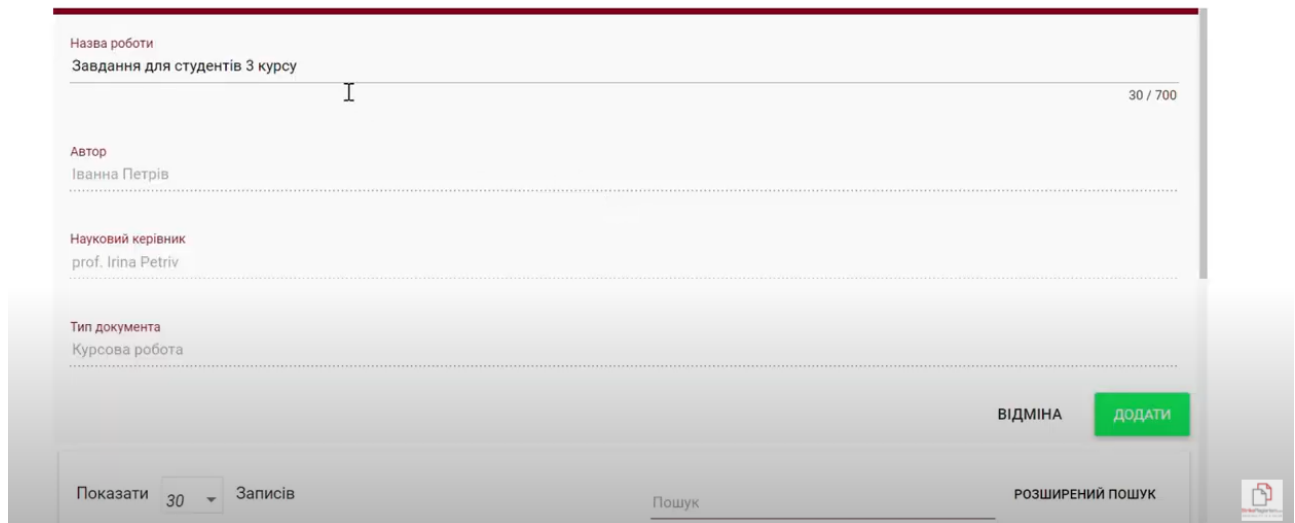 Назва роботи
Завдання для студентів 3 курсу
30 / 700
Автор
Іванна Петрів
Науковий керівник
prof. Irina Petriv
Тип документа
Курсова робота
ВІДМІНА ДОДАТИ
Показати 30 Записів Пошук РОЗШИРЕНИЙ ПОШУК